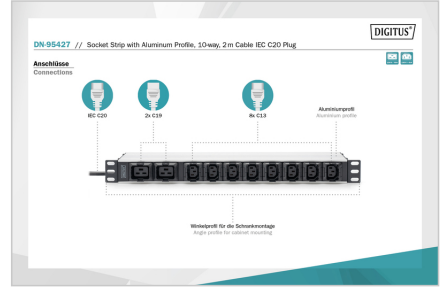 DIGITUS®
DN-95427 // Socket Strip with Aluminum Profile, 10-way, 2 m Cable IEC C20 Plug
Anschlüsse
Connections
IEC C20
2x C19
8x C13
Aluminiumprofil
Aluminium profile
Winkelprofil für die Schrankmontage
Angle profile for cabinet mounting